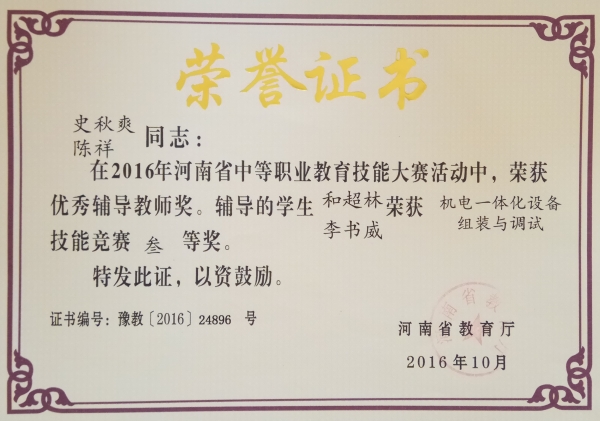 荣誉证书
史秋爽
陈祥 同志：
在2016年河南省中等职业教育技能大赛活动中，荣获
优秀辅导教师奖。辅导的学生 和超林 李书威 荣获 机电一体化设备 组装与调试
技能竞赛 叁 等奖。
特发此证，以资鼓励。
证书编号：豫教〔2016〕24896 号
河南省教育厅
2016年10月